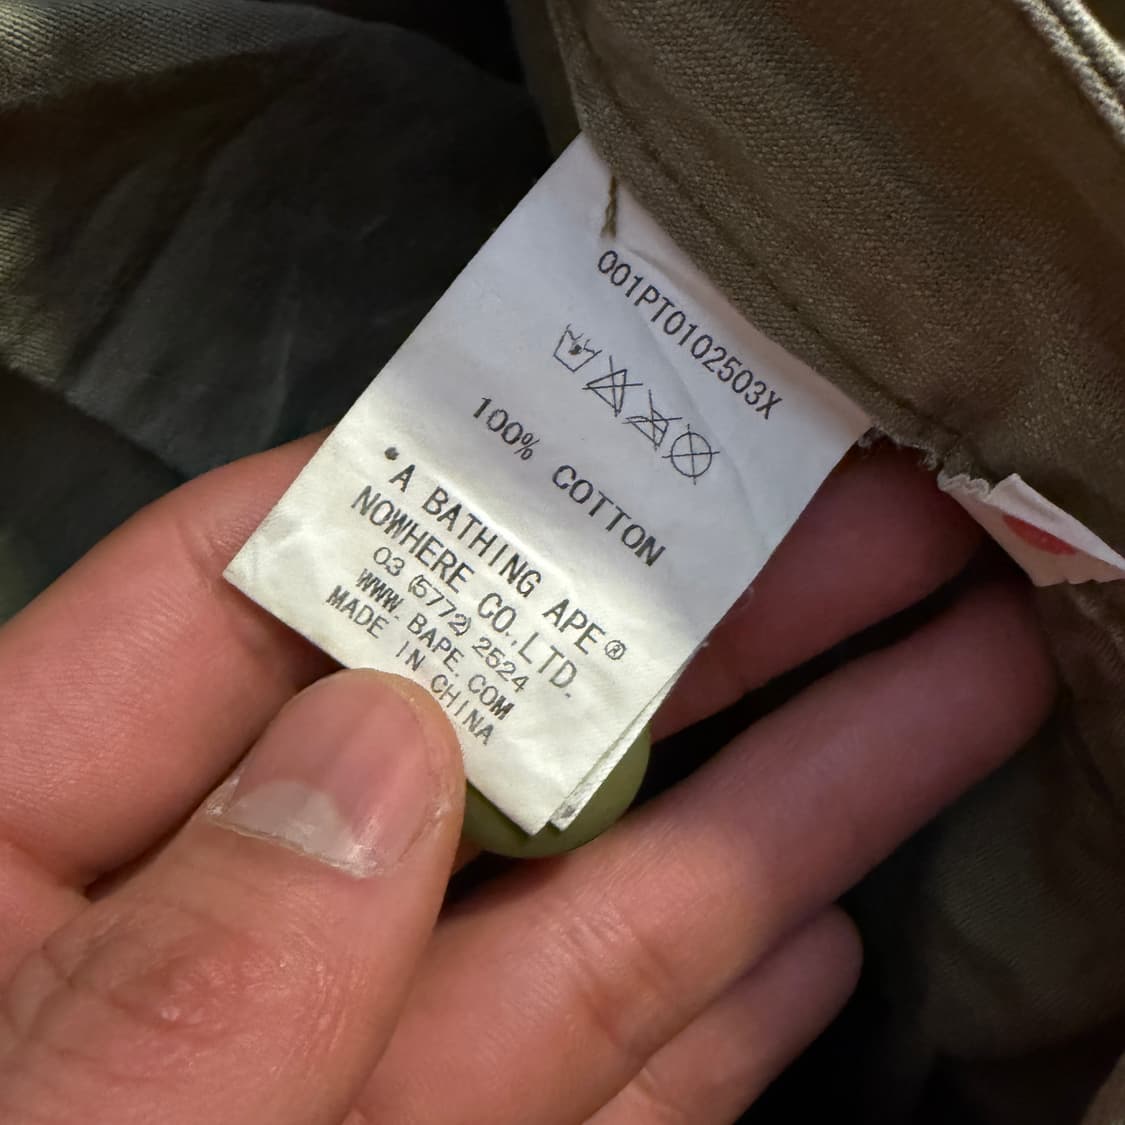 001PT0102503X
100% COTTON
•A BATHING APE®
NOWHERE CO.,LTD.
03 (5772) 2524
WWW.BAPE.COM
MADE IN CHINA